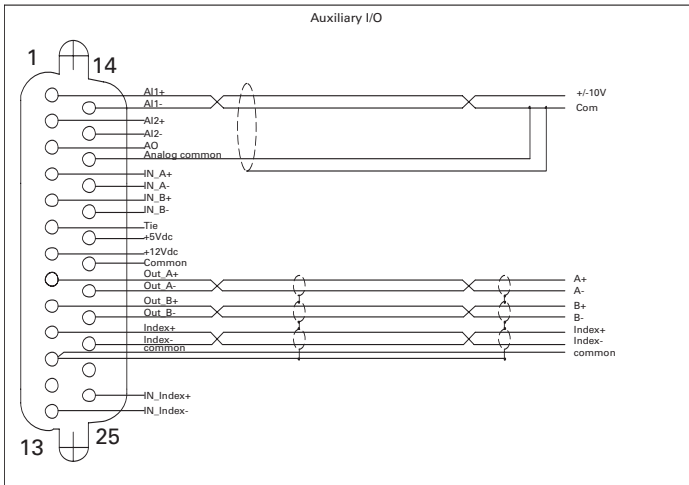 Auxiliary I/O
1
14
AI1+
+/-10V
AI1-
Com
AI2+
AI2-
AO
Analog common
IN_A+
IN_A-
IN_B+
IN_B-
Tie
+5Vdc
+12Vdc
Common
Out_A+
A+
Out_A-
A-
Out_B+
B+
Out_B-
B-
Index+
Index+
Index-
Index-
common
common
IN_Index+
IN_Index-
13
25